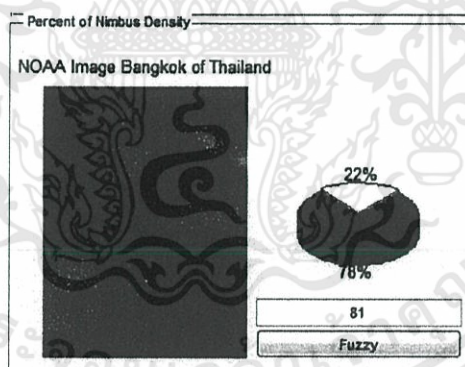 Percent of Nimbus Density
NOAA Image Bangkok of Thailand
22%
78%
81
Fuzzy